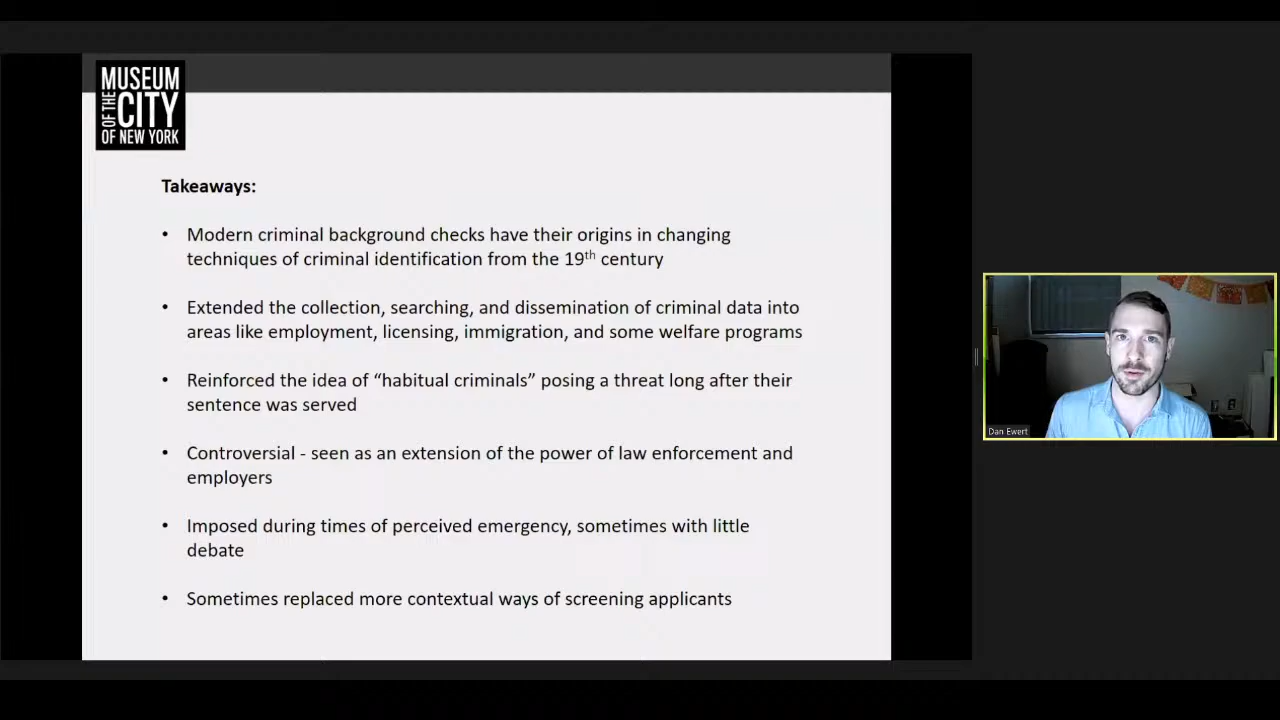 MUSEUM
OF THE
CITY
OF NEW YORK
Takeaways:
• Modern criminal background checks have their origins in changing
techniques of criminal identification from the 19th century
• Extended the collection, searching, and dissemination of criminal data into
areas like employment, licensing, immigration, and some welfare programs
• Reinforced the idea of “habitual criminals” posing a threat long after their
sentence was served
• Controversial - seen as an extension of the power of law enforcement and
employers
• Imposed during times of perceived emergency, sometimes with little
debate
• Sometimes replaced more contextual ways of screening applicants
Dan Ewert